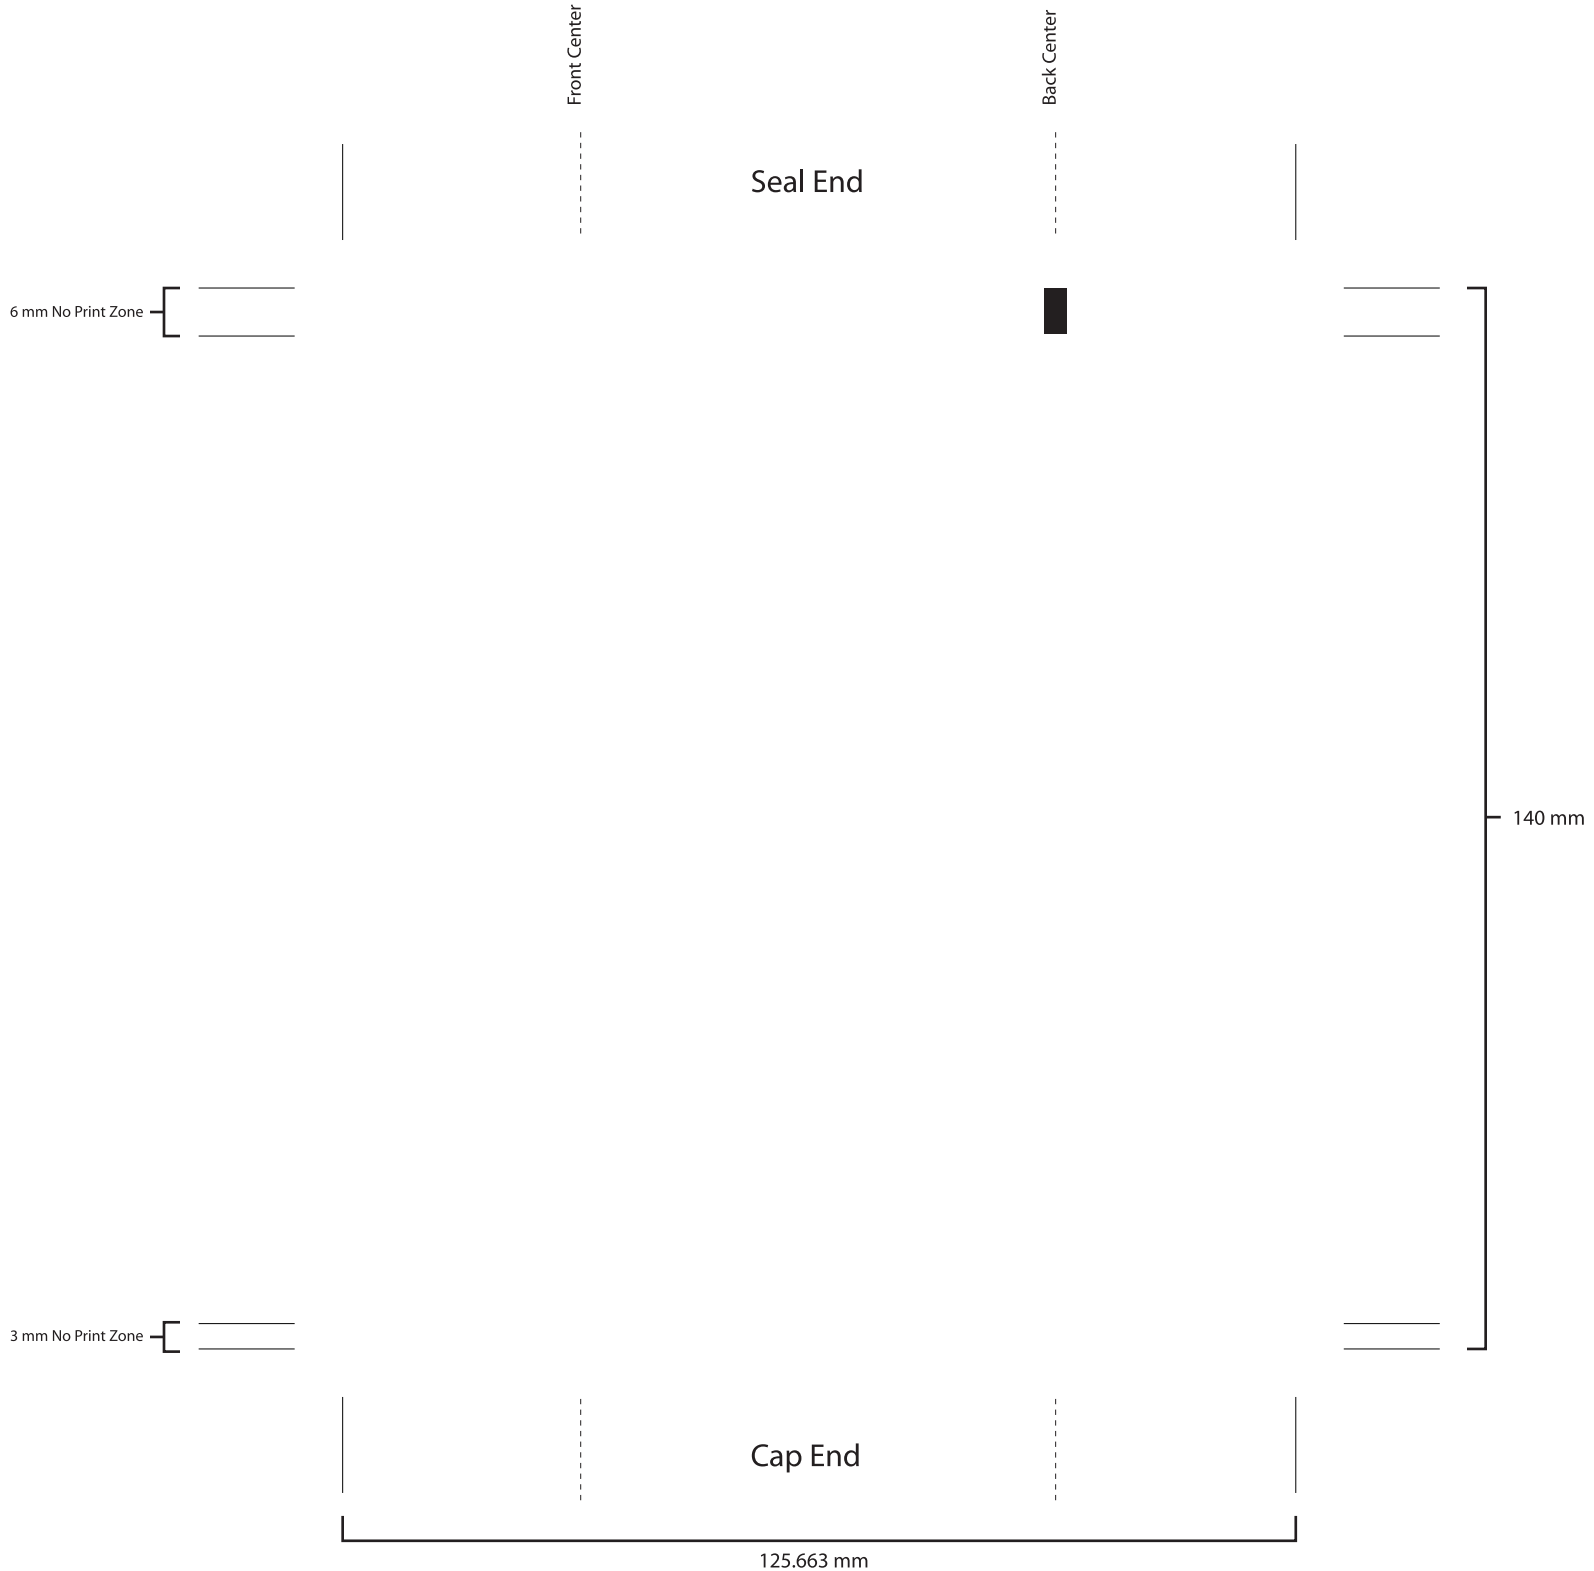 Front Center
Back Center
Seal End
6 mm No Print Zone
140 mm
3 mm No Print Zone
Cap End
125.663 mm